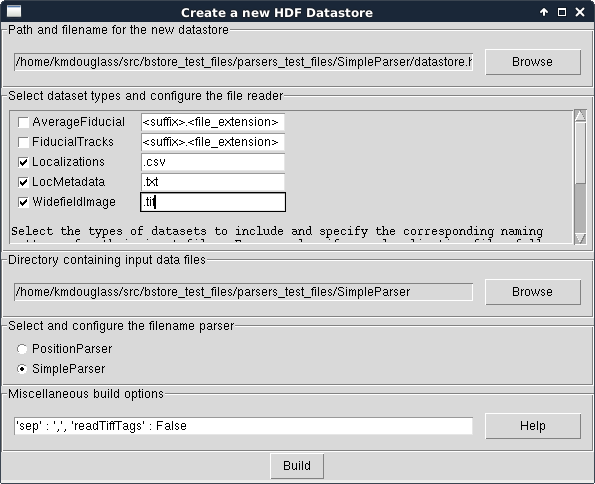 Create a new HDF Datastore
Path and filename for the new datastore
/home/kmdouglass/src/bstore_test_files/parsers_test_files/SimpleParser/datastore.h
Browse
Select dataset types and configure the file reader
AverageFiducial <suffix>.<file_extension>
FiducialTracks <suffix>.<file_extension>
Localizations .csv
LocMetadata .txt
WidefieldImage .tif
Select the types of datasets to include and specify the corresponding naming
Directory containing input data files
/home/kmdouglass/src/bstore_test_files/parsers_test_files/SimpleParser
Browse
Select and configure the filename parser
PositionParser
SimpleParser
Miscellaneous build options
'sep' : ',', 'readTiffTags' : False
Help
Build